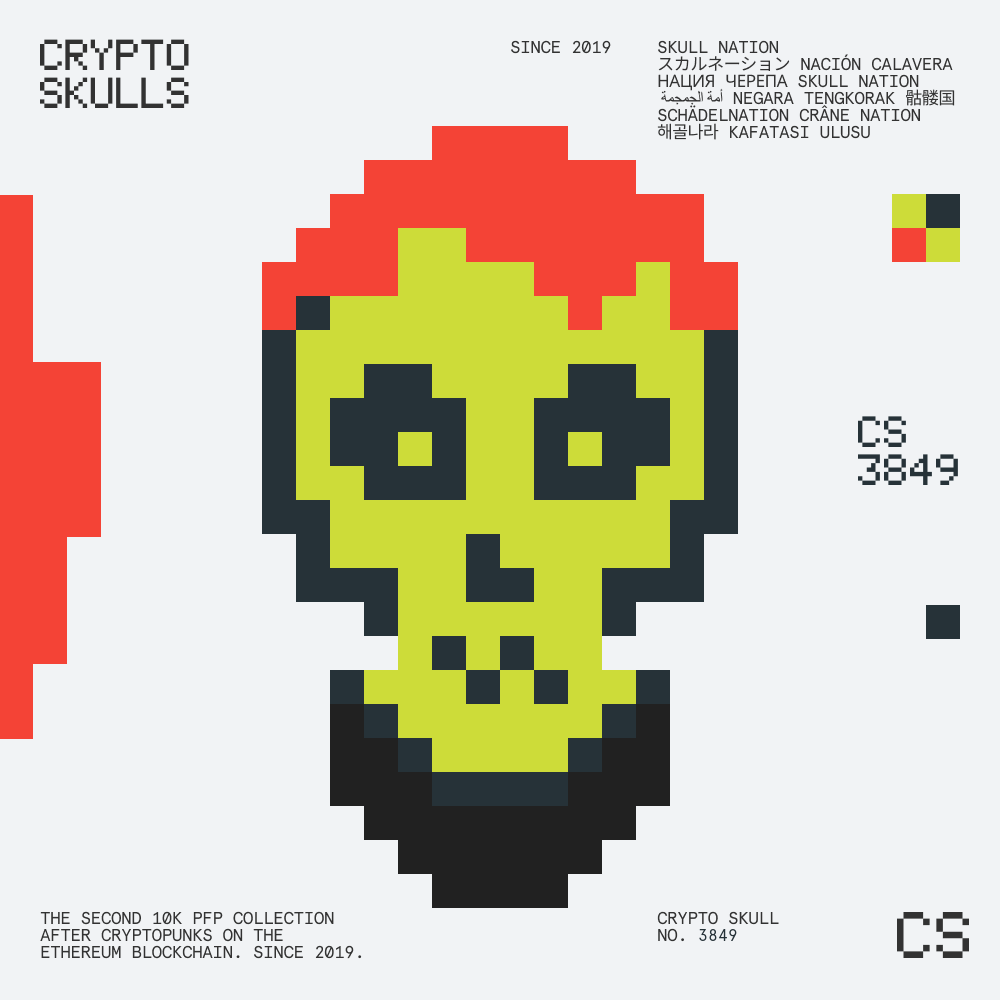 CRYPTO
SKULLS
SINCE 2019
SKULL NATION
スカルネーション NACIÓN CALAVERA
НАЦИЯ ЧЕРЕПА SKULL NATION
أمة الجمجمة NEGARA TENGKORAK 骷髅国
SCHÄDELNATION CRÂNE NATION
해골나라 KAFATASI ULUSU
CS
3849
THE SECOND 10K PFP COLLECTION
AFTER CRYPTOPUNKS ON THE
ETHEREUM BLOCKCHAIN. SINCE 2019.
CRYPTO SKULL
NO. 3849
CS